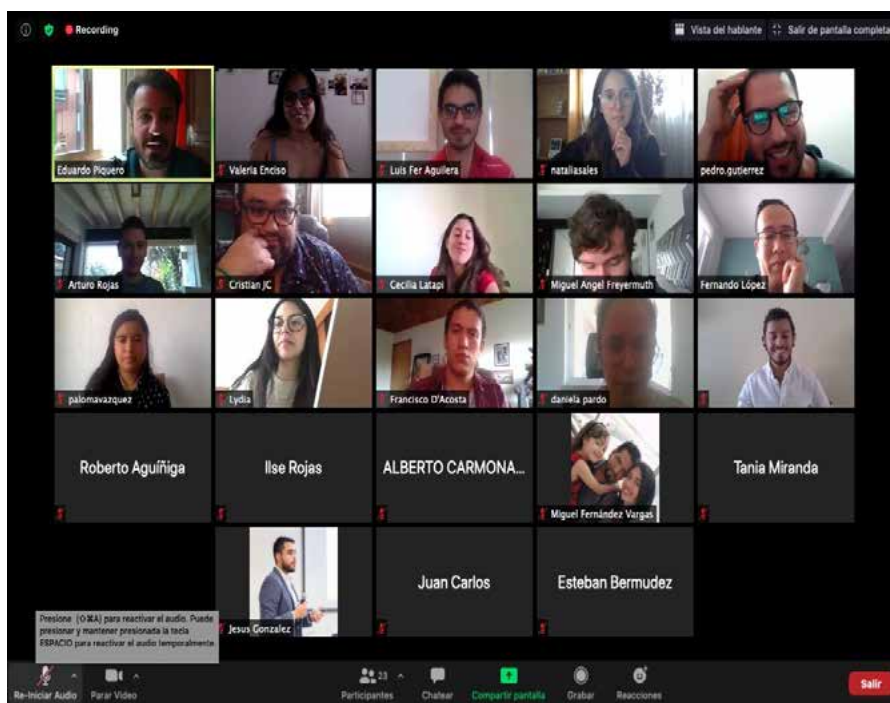 Recording
Vista del hablante
Salir de pantalla completa
Eduardo Piquero
Valeria Enciso
Luis Fer Aguilera
nataliasales
pedro.gutierrez
Arturo Rojas
Cristian JC
Cecilia Latapi
Miguel Angel Freyermuth
Fernando López
palomavazquez
Lydia
Francisco D'Acosta
daniela pardo
Roberto Aguíñiga
Ilse Rojas
ALBERTO CARMONA...
Miguel Fernández Vargas
Tania Miranda
Jesus Gonzalez
Juan Carlos
Esteban Bermudez
Presione (⇧⌘A) para reactivar el audio. Puede
presionar y mantener presionada la tecla
ESPACIO para reactivar el audio temporalmente
Re-Iniciar Audio
Parar Video
23
Participantes
Chatear
Compartir pantalla
Grabar
Reacciones
Salir